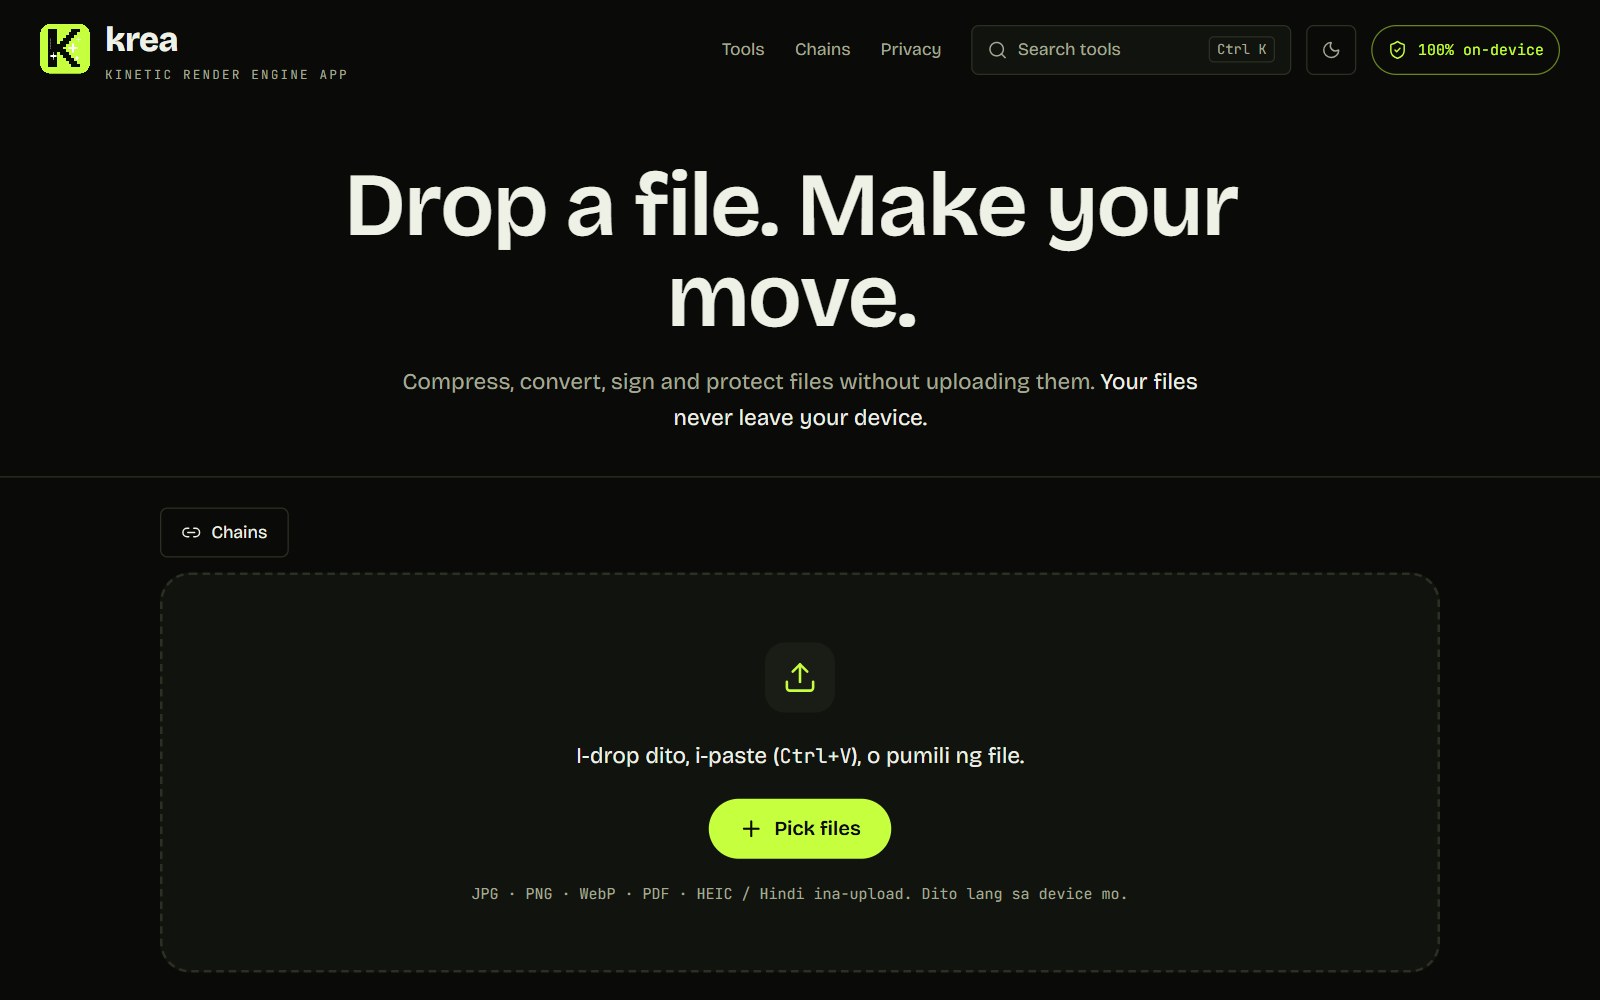 krea
KINETIC RENDER ENGINE APP
Tools
Chains
Privacy
Search tools
Ctrl K
100% on-device
Drop a file. Make your
move.
Compress, convert, sign and protect files without uploading them. Your files
never leave your device.
Chains
I-drop dito, i-paste (Ctrl+V), o pumili ng file.
Pick files
JPG · PNG · WebP · PDF · HEIC / Hindi ina-upload. Dito lang sa device mo.